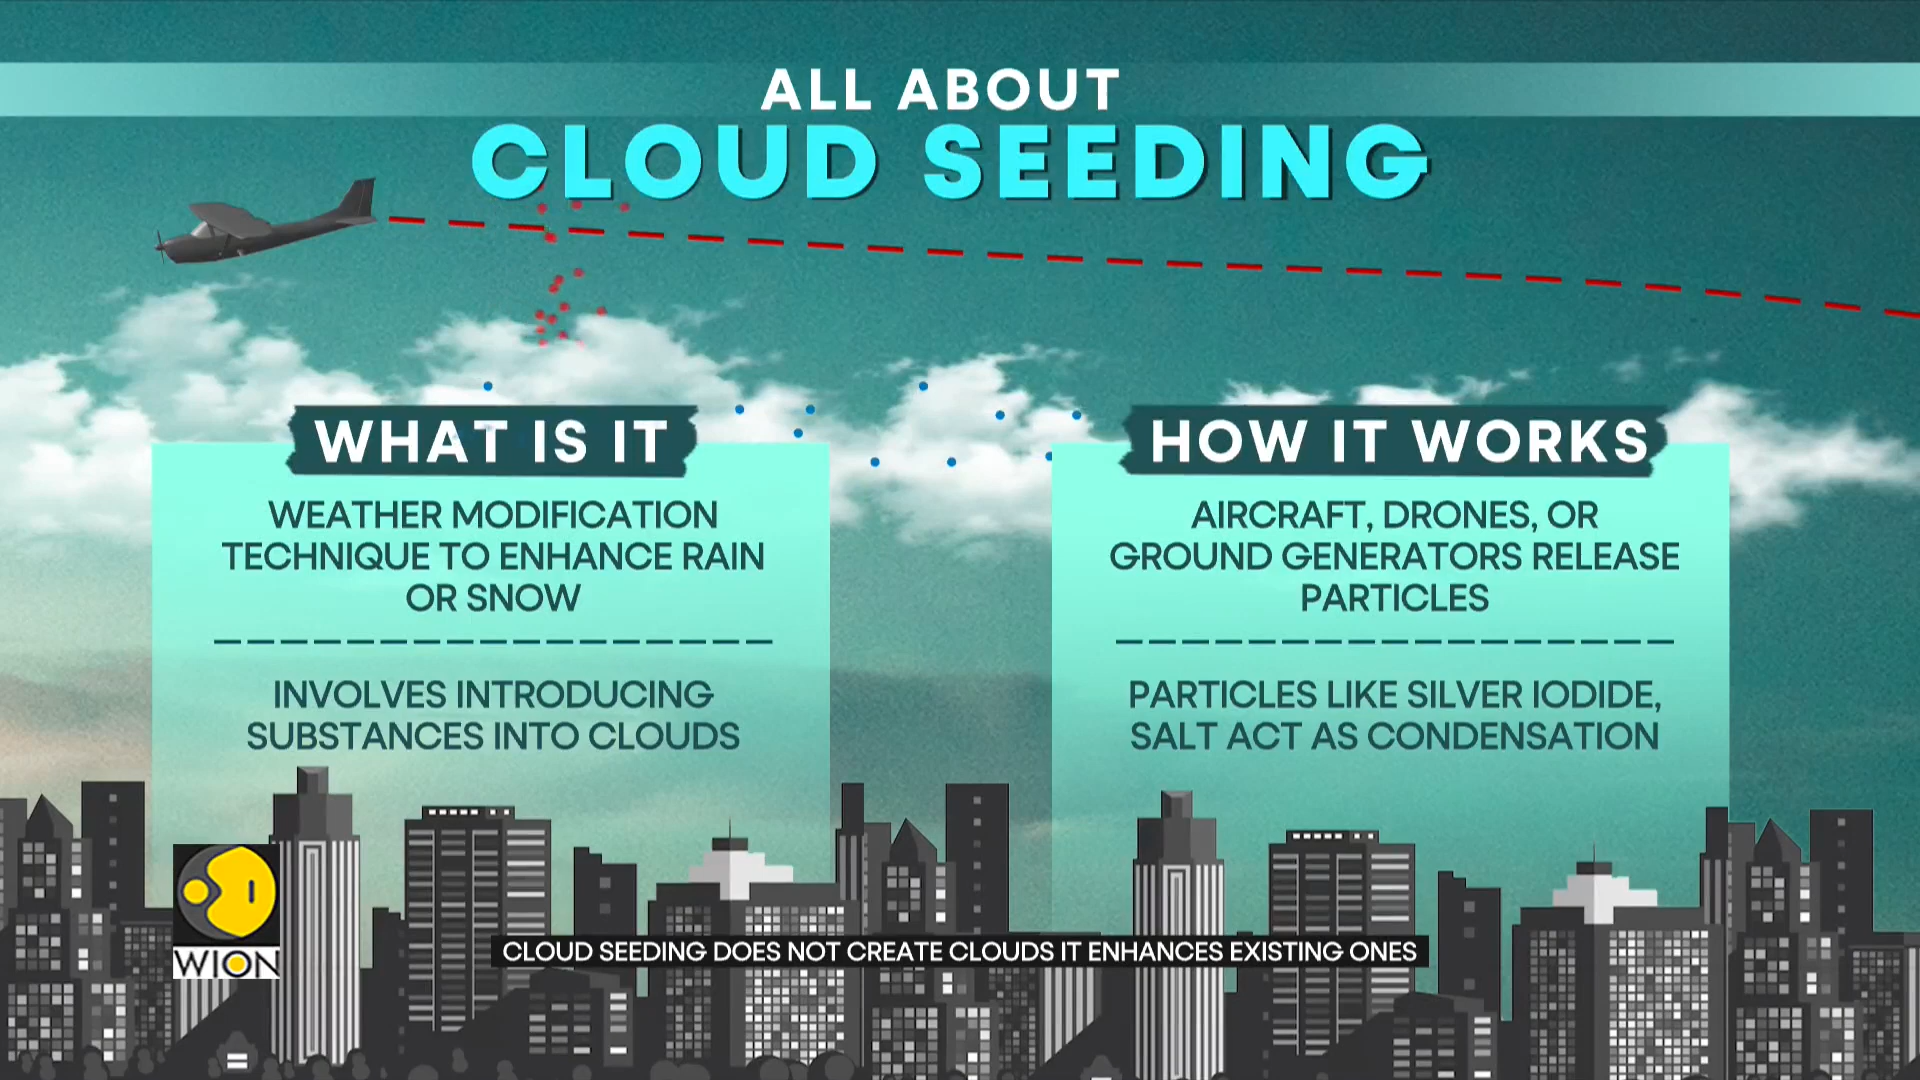 ALL ABOUT
CLOUD SEEDING
WHAT IS IT
WEATHER MODIFICATION
TECHNIQUE TO ENHANCE RAIN
OR SNOW
INVOLVES INTRODUCING
SUBSTANCES INTO CLOUDS
HOW IT WORKS
AIRCRAFT, DRONES, OR
GROUND GENERATORS RELEASE
PARTICLES
PARTICLES LIKE SILVER IODIDE,
SALT ACT AS CONDENSATION
CLOUD SEEDING DOES NOT CREATE CLOUDS IT ENHANCES EXISTING ONES
WION